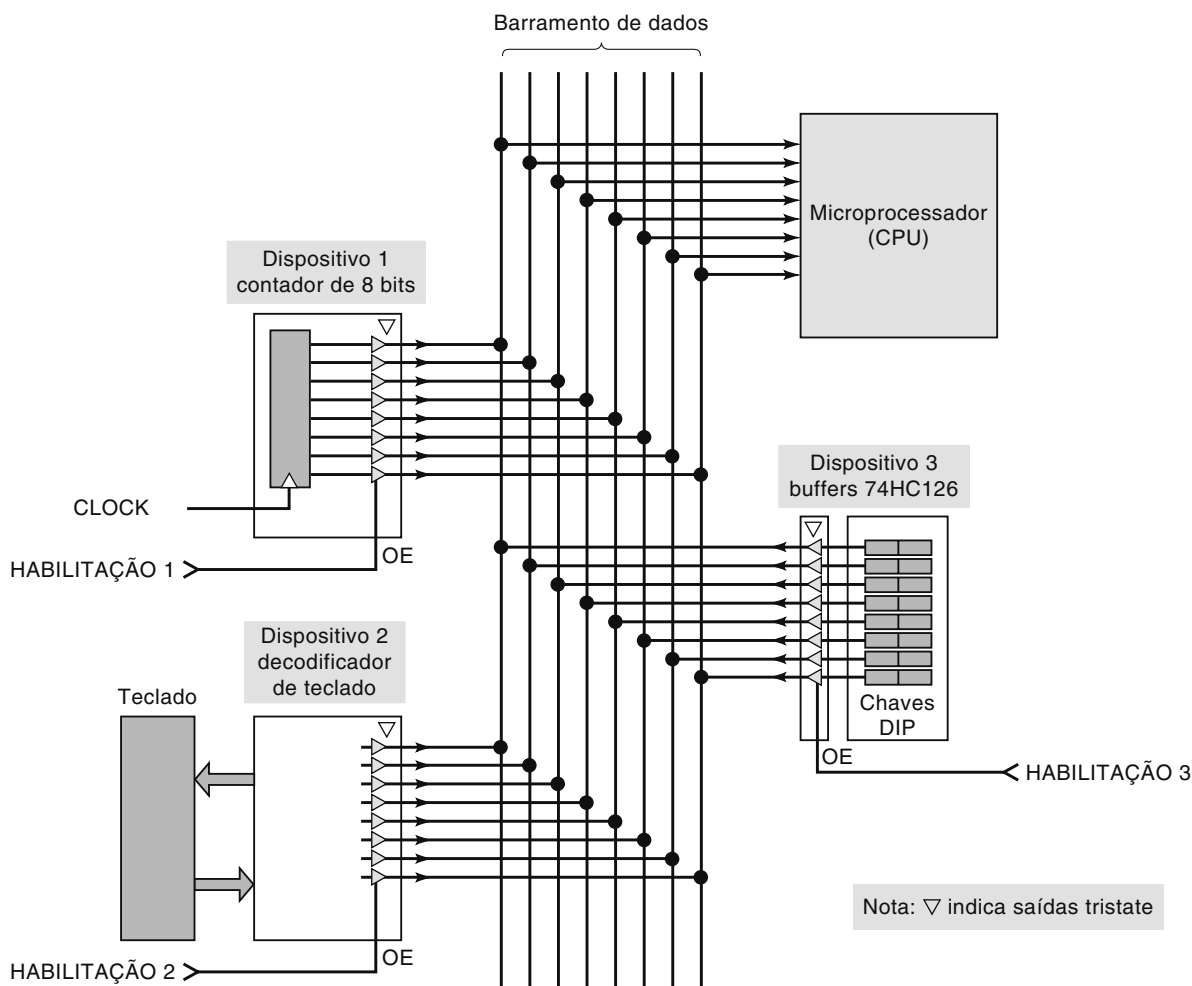 Barramento de dados
Microprocessador
(CPU)
Dispositivo 1
contador de 8 bits
CLOCK
OE
HABILITAÇÃO 1
Dispositivo 3
buffers 74HC126
Chaves
DIP
OE
HABILITAÇÃO 3
Dispositivo 2
decodificador
de teclado
Teclado
OE
HABILITAÇÃO 2
Nota: ▽ indica saídas tristate